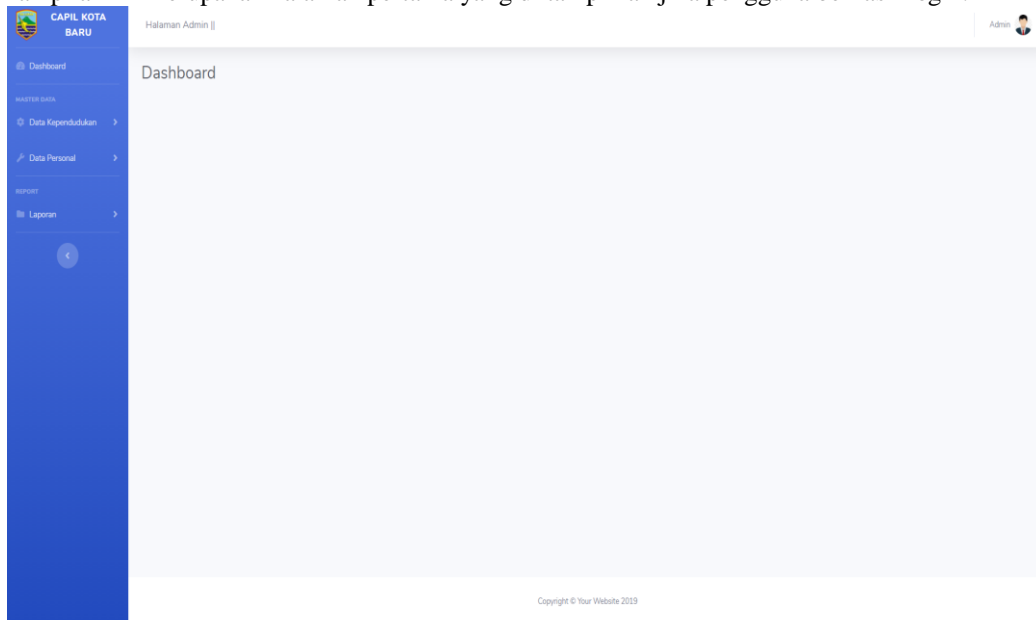 CAPIL KOTA
BARU
Halaman Admin ||
Admin
Dashboard
Dashboard
MASTER DATA
Data Kependudukan
Data Personal
REPORT
Laporan
Copyright © Your Website 2019